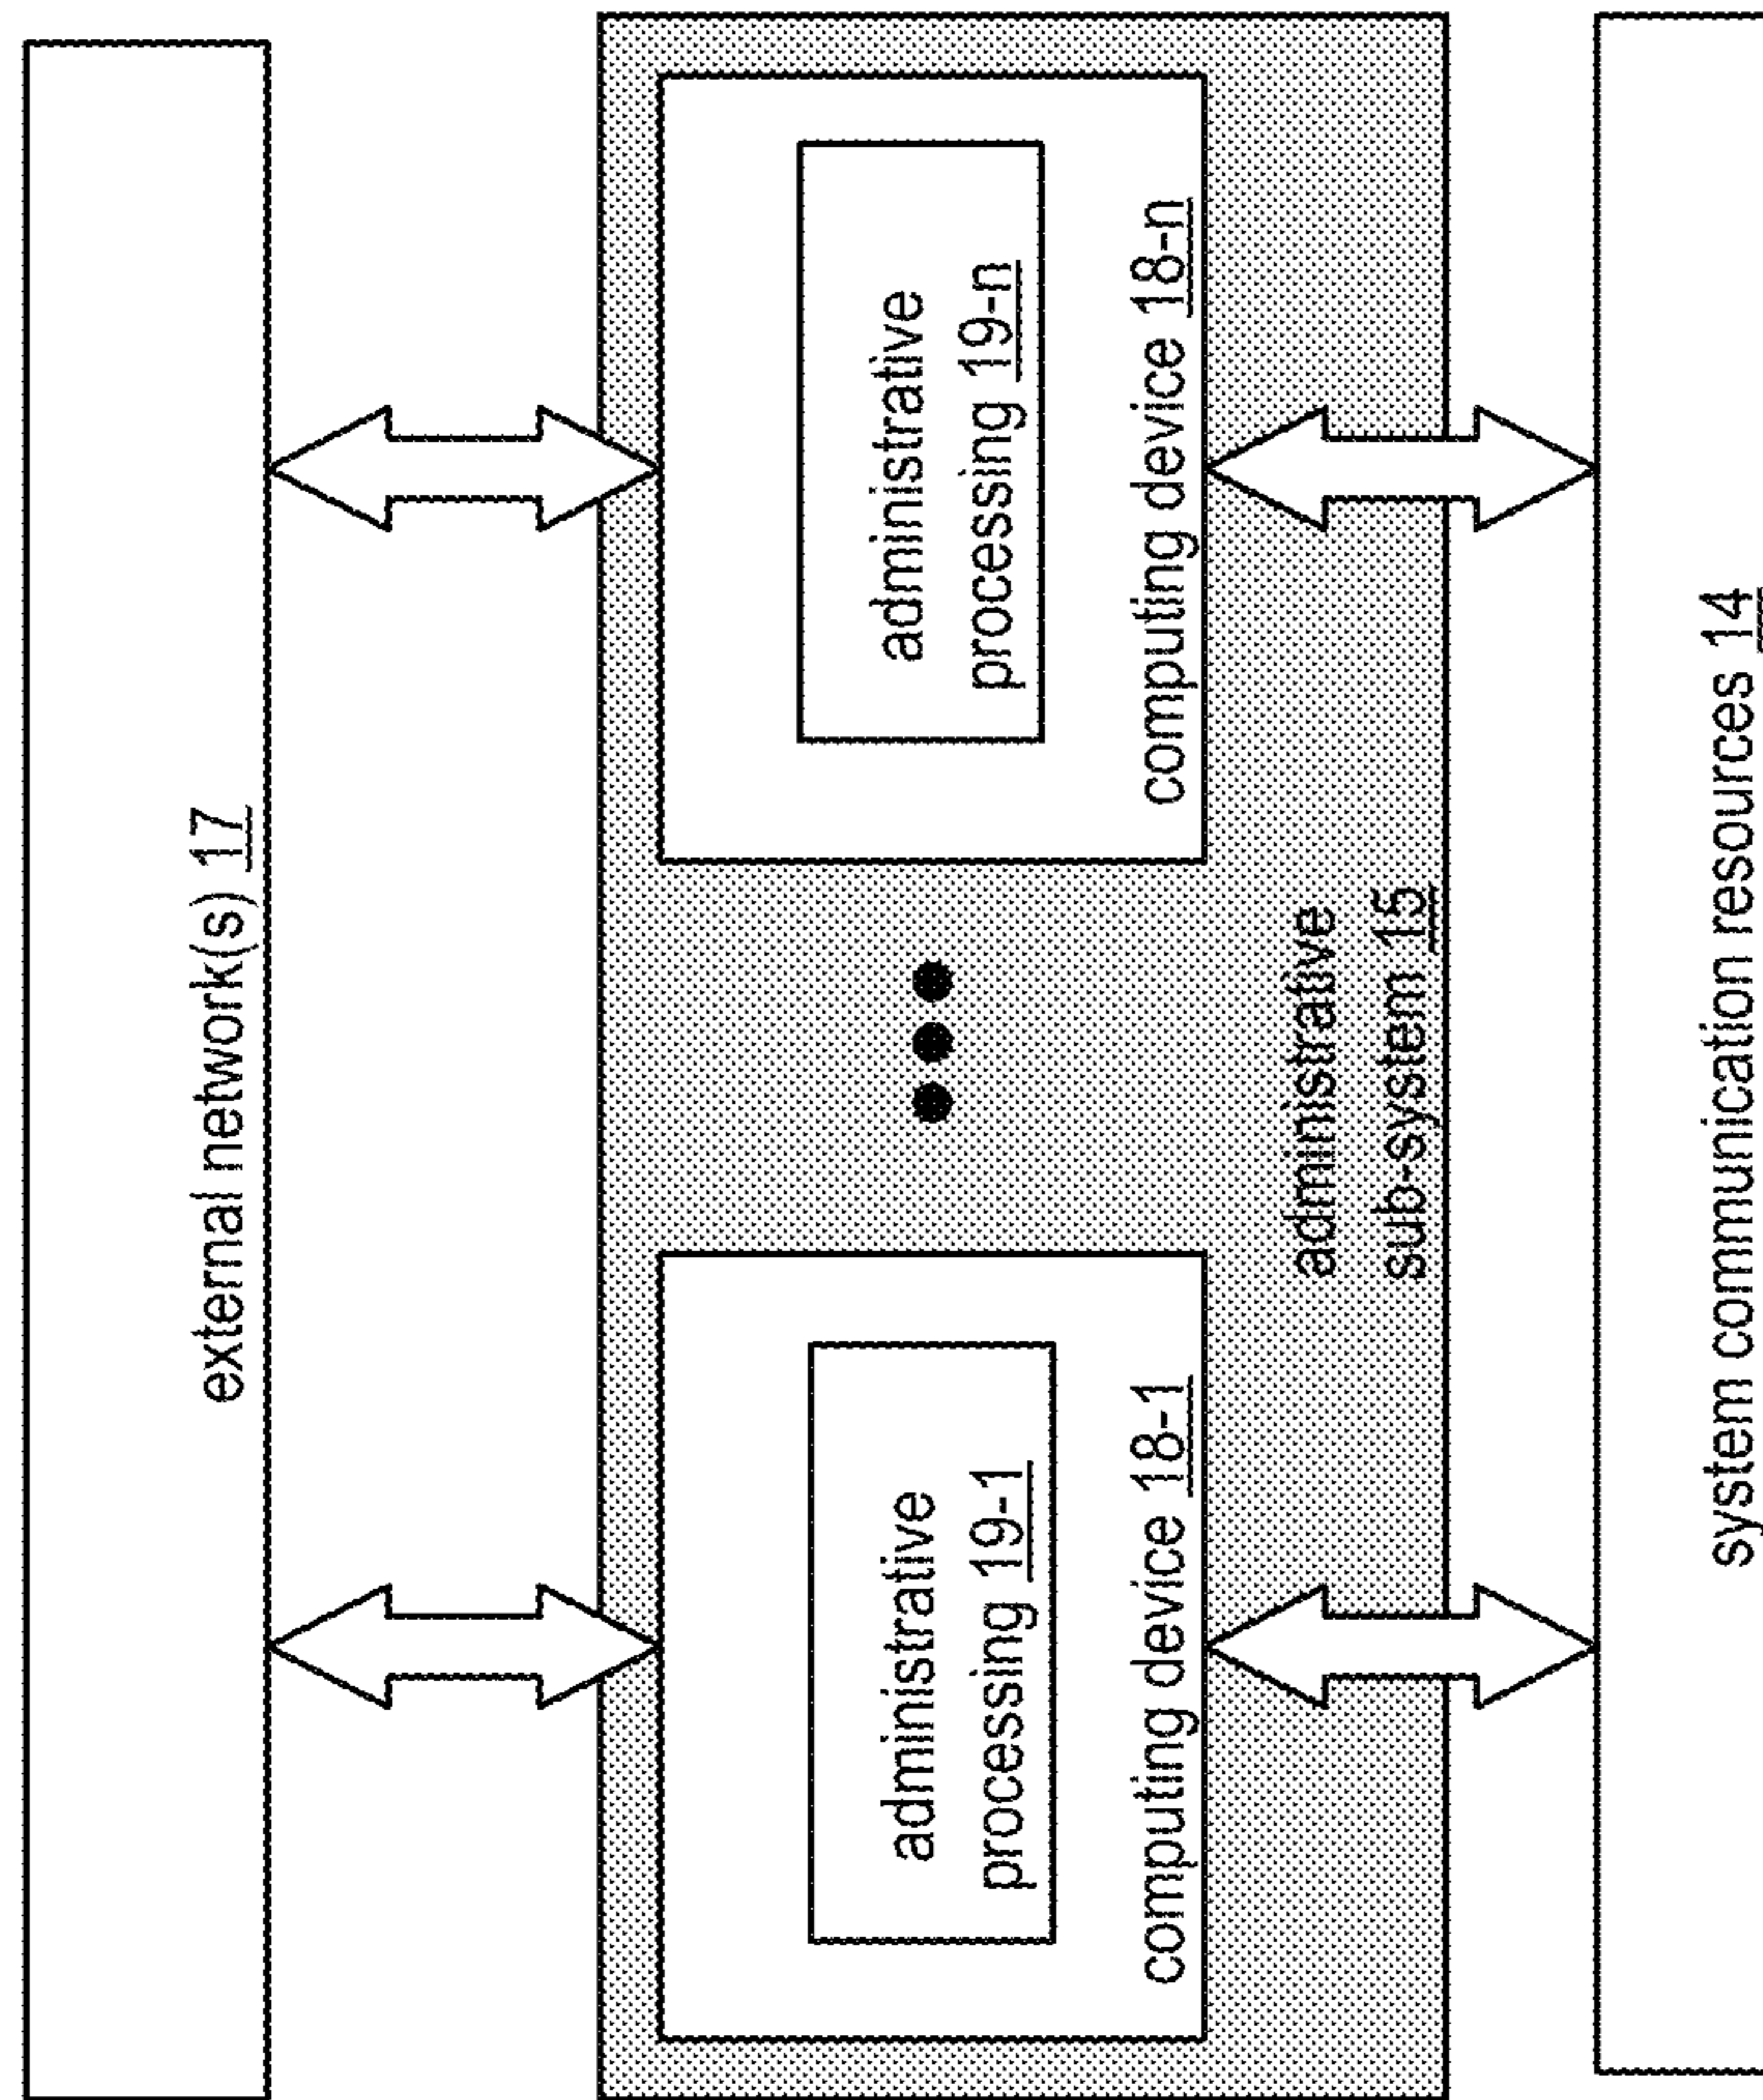 external network(s) 17
administrative
processing 19-1
computing device 18-1
administrative
processing 19-n
computing device 18-n
administrative
sub-system 15
system communication resources 14